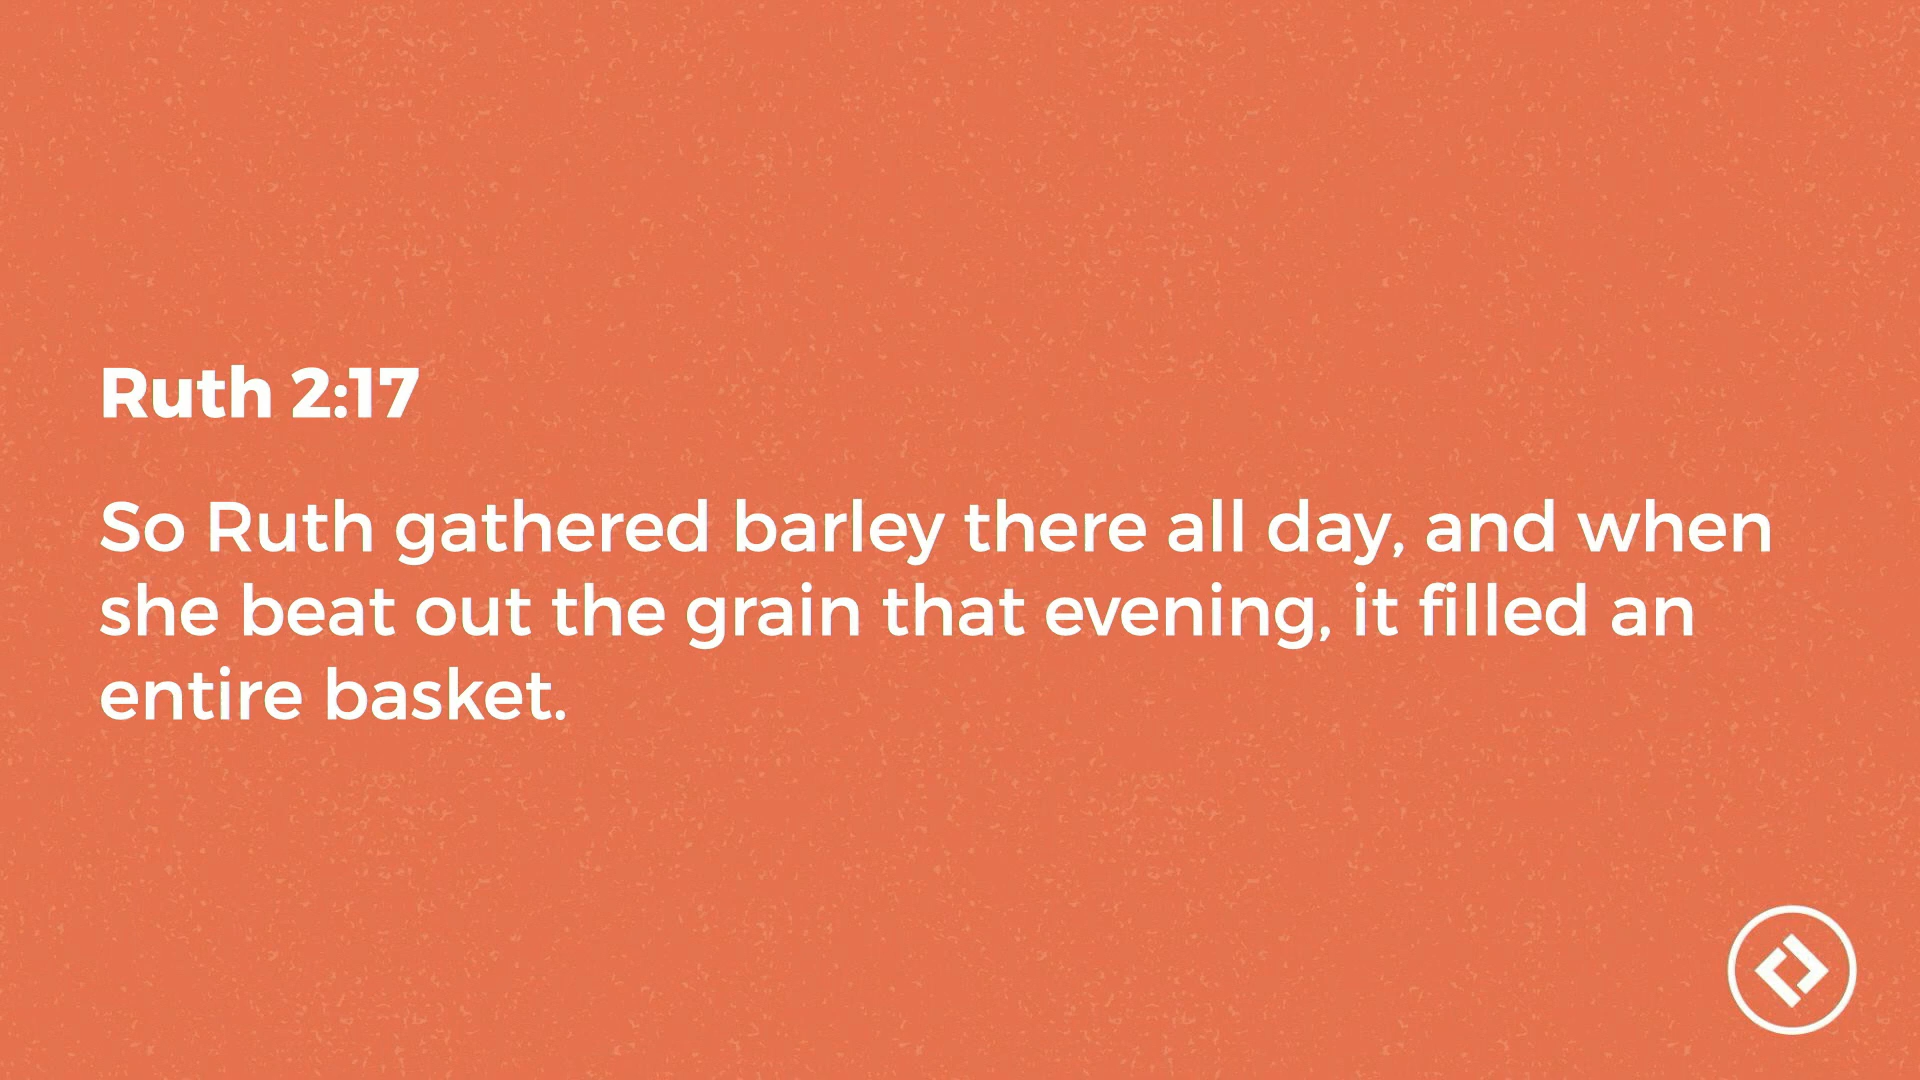 Ruth 2:17
So Ruth gathered barley there all day, and when
she beat out the grain that evening, it filled an
entire basket.